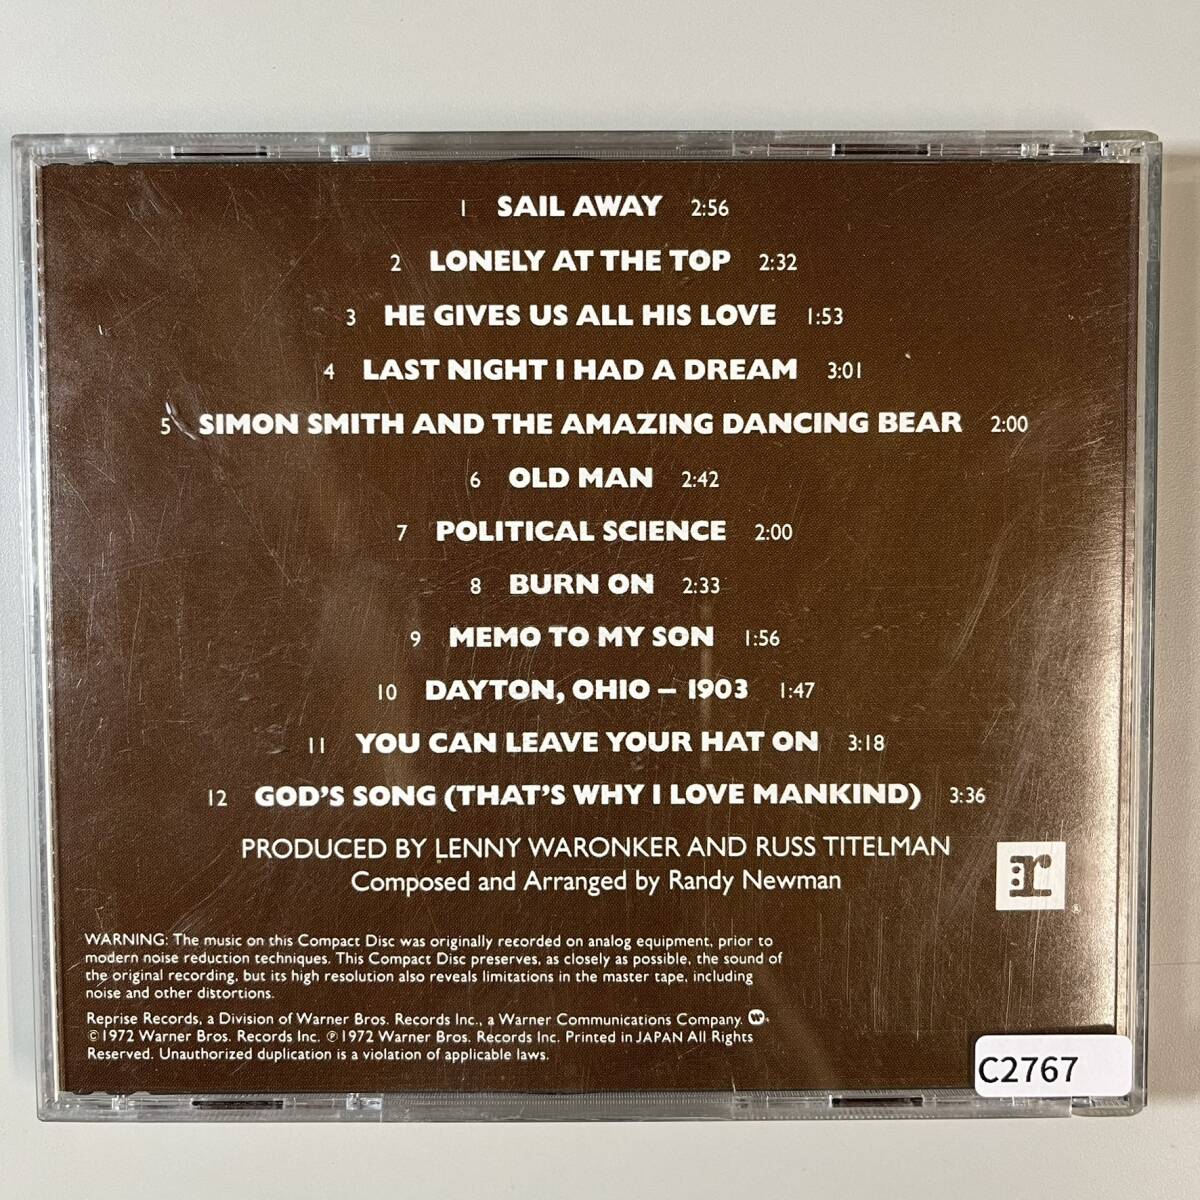 1 SAIL AWAY 2:56
2 LONELY AT THE TOP 2:32
3 HE GIVES US ALL HIS LOVE 1:53
4 LAST NIGHT I HAD A DREAM 3:01
5 SIMON SMITH AND THE AMAZING DANCING BEAR 2:00
6 OLD MAN 2:42
7 POLITICAL SCIENCE 2:00
8 BURN ON 2:33
9 MEMO TO MY SON 1:56
10 DAYTON, OHIO – 1903 1:47
11 YOU CAN LEAVE YOUR HAT ON 3:18
12 GOD'S SONG (THAT'S WHY I LOVE MANKIND) 3:36
PRODUCED BY LENNY WARONKER AND RUSS TITELMAN
Composed and Arranged by Randy Newman
:r ®
WARNING: The music on this Compact Disc was originally recorded on analog equipment, prior to
modern noise reduction techniques. This Compact Disc preserves, as closely as possible, the sound of
the original recording, but its high resolution also reveals limitations in the master tape, including
noise and other distortions.
Reprise Records, a Division of Warner Bros. Records Inc., a Warner Communications Company.
©1972 Warner Bros. Records Inc. ℗1972 Warner Bros. Records Inc. Printed in JAPAN All Rights
Reserved. Unauthorized duplication is a violation of applicable laws.
C2767